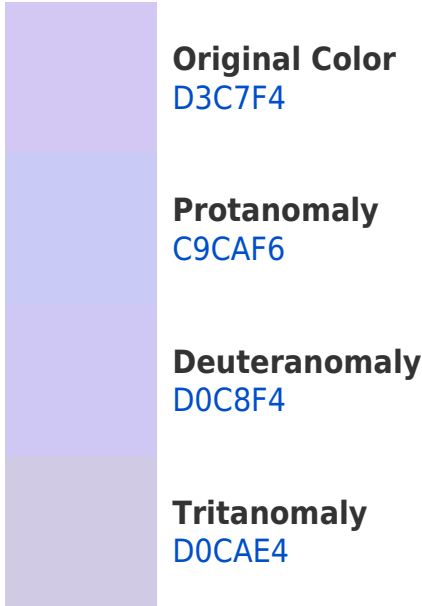 Original Color
D3C7F4
Protanomaly
C9CAF6
Deuteranomaly
D0C8F4
Tritanomaly
D0CAE4